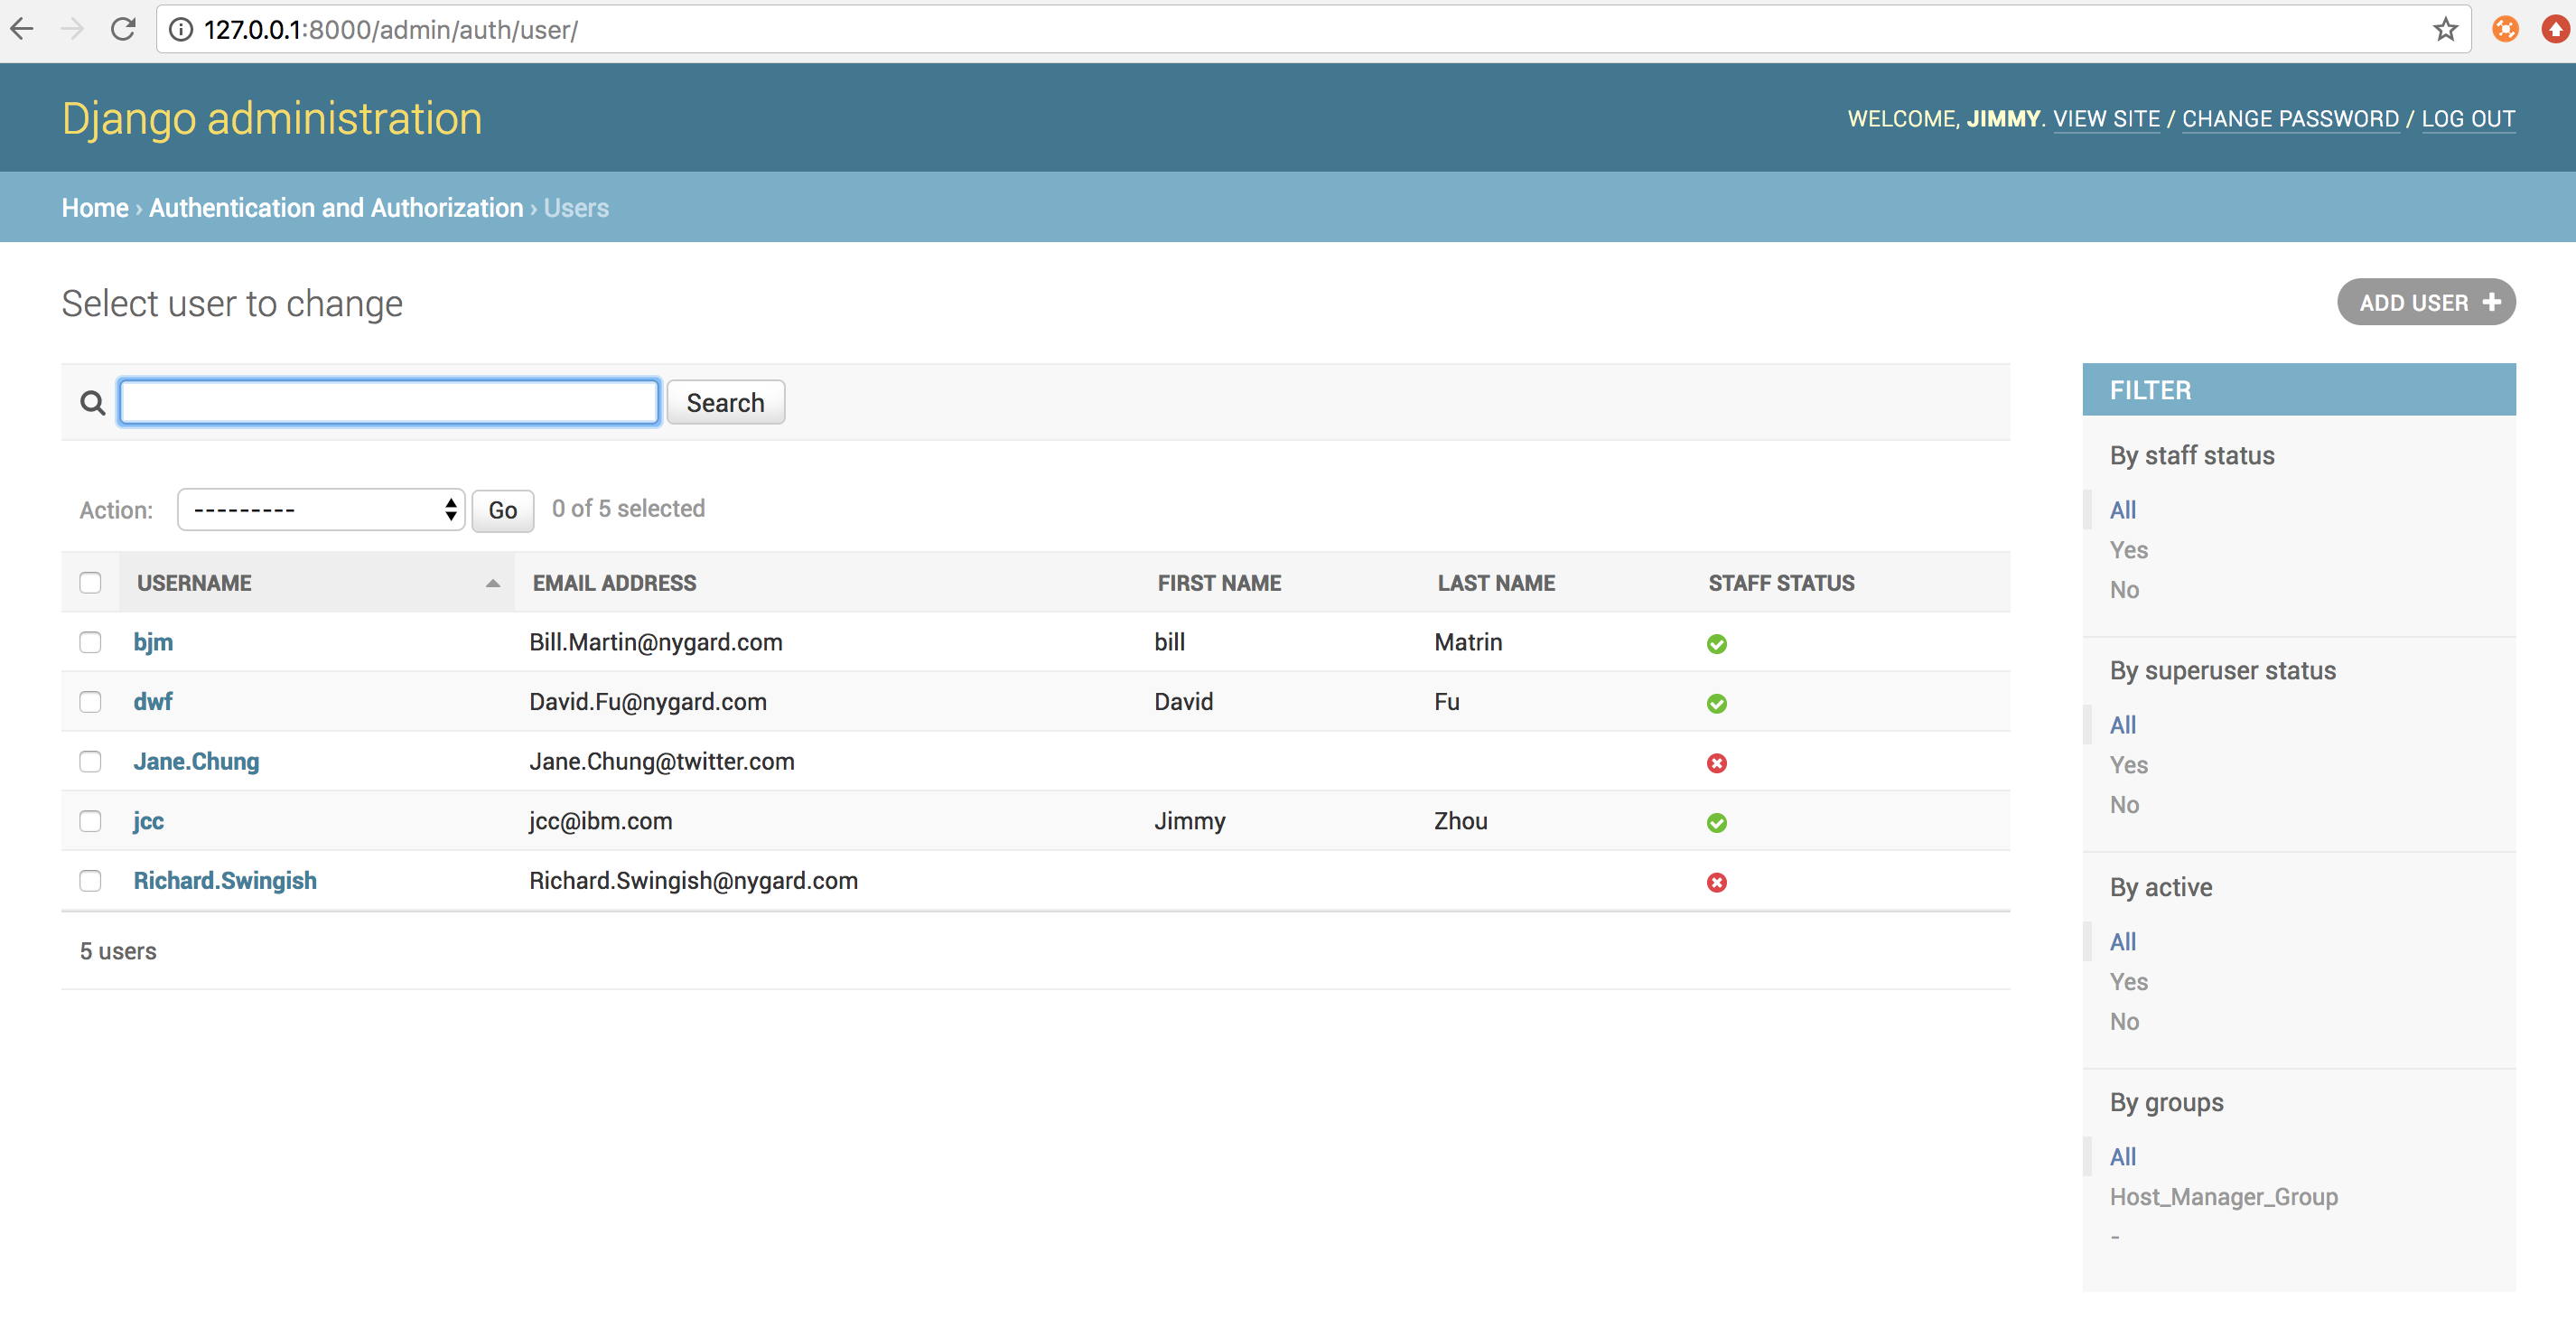 127.0.0.1:8000/admin/auth/user/
Django administration
WELCOME, JIMMY. VIEW SITE / CHANGE PASSWORD / LOG OUT
Home › Authentication and Authorization › Users
Select user to change
ADD USER +
Search
Action: --------- Go 0 of 5 selected
USERNAME EMAIL ADDRESS FIRST NAME LAST NAME STAFF STATUS
bjm Bill.Martin@nygard.com bill Matrin
dwf David.Fu@nygard.com David Fu
Jane.Chung Jane.Chung@twitter.com
jcc jcc@ibm.com Jimmy Zhou
Richard.Swingish Richard.Swingish@nygard.com
5 users
FILTER
By staff status
All
Yes
No
By superuser status
All
Yes
No
By active
All
Yes
No
By groups
All
Host_Manager_Group
-